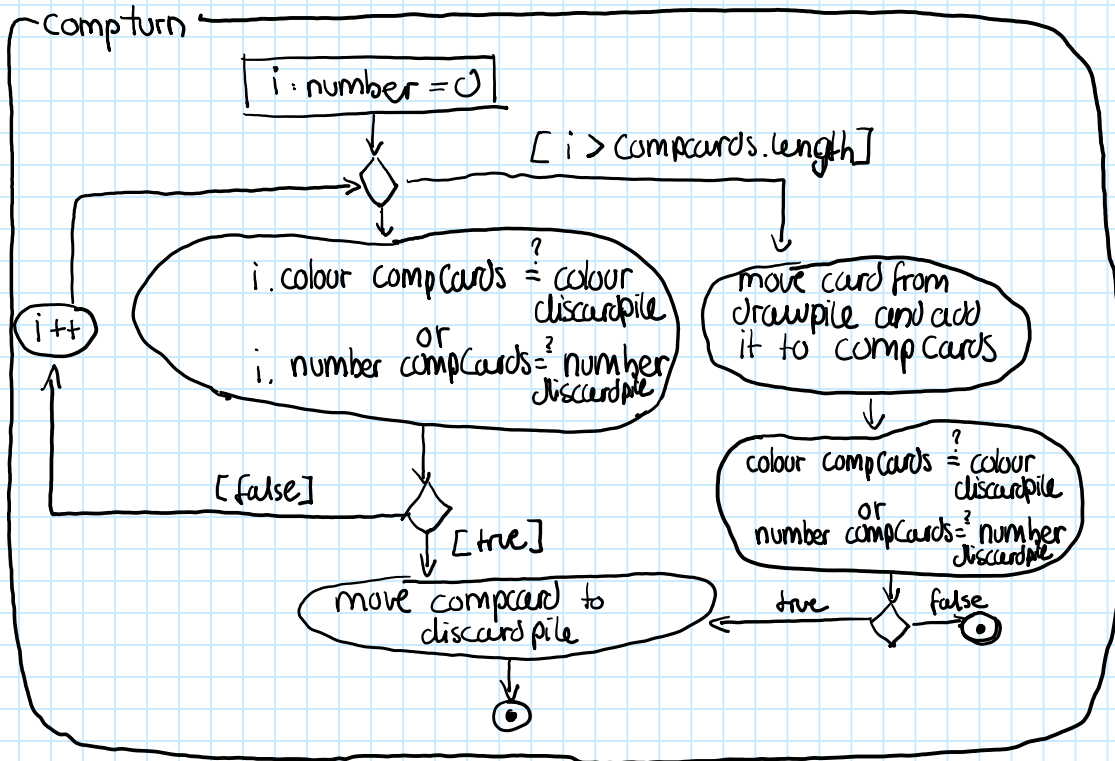 compturn
i : number = 0
[ i > compcards.length]
i. colour compCards ?= colour
discardpile
or
i. number compCards ?= number
discardpile
i ++
move card from
drawpile and add
it to compCards
colour compCards ?= colour
discardpile
or
number compCards ?= number
discardpile
[false]
[true]
move compcard to
discard pile
true
false